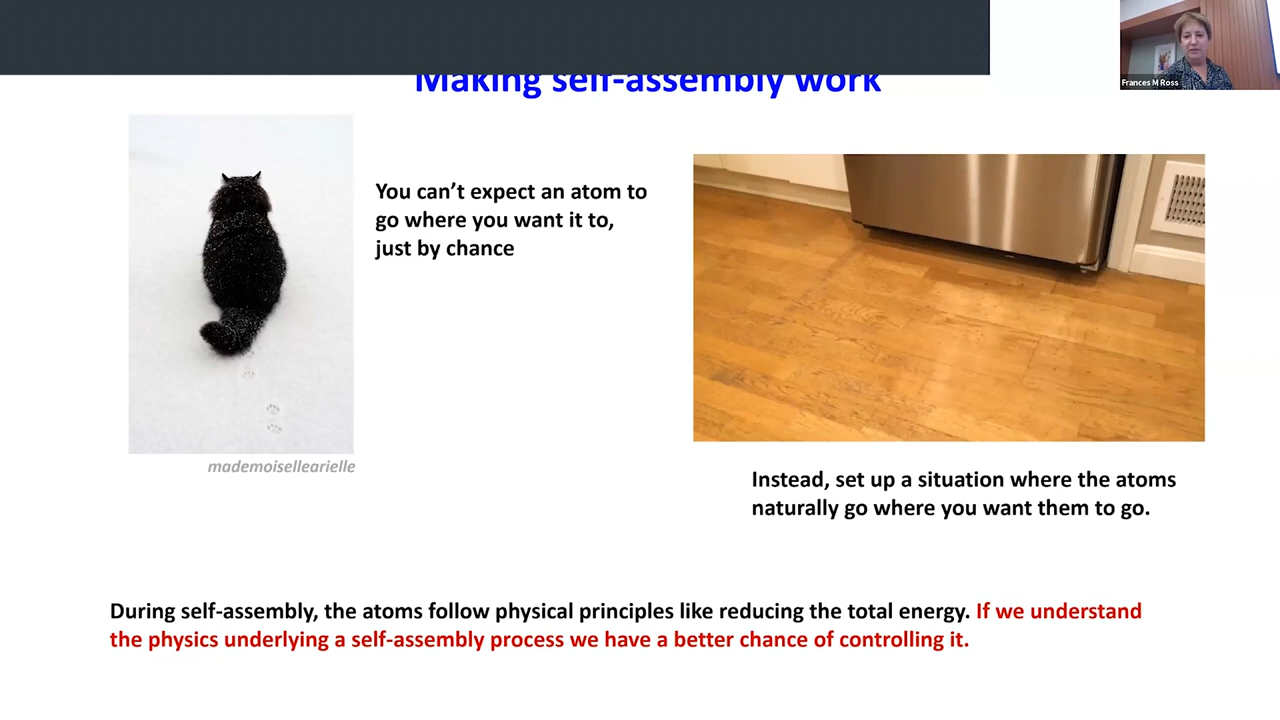 Making self-assembly work
Frances M Ross
You can’t expect an atom to
go where you want it to,
just by chance
mademoisellearielle
Instead, set up a situation where the atoms
naturally go where you want them to go.
During self-assembly, the atoms follow physical principles like reducing the total energy. If we understand
the physics underlying a self-assembly process we have a better chance of controlling it.